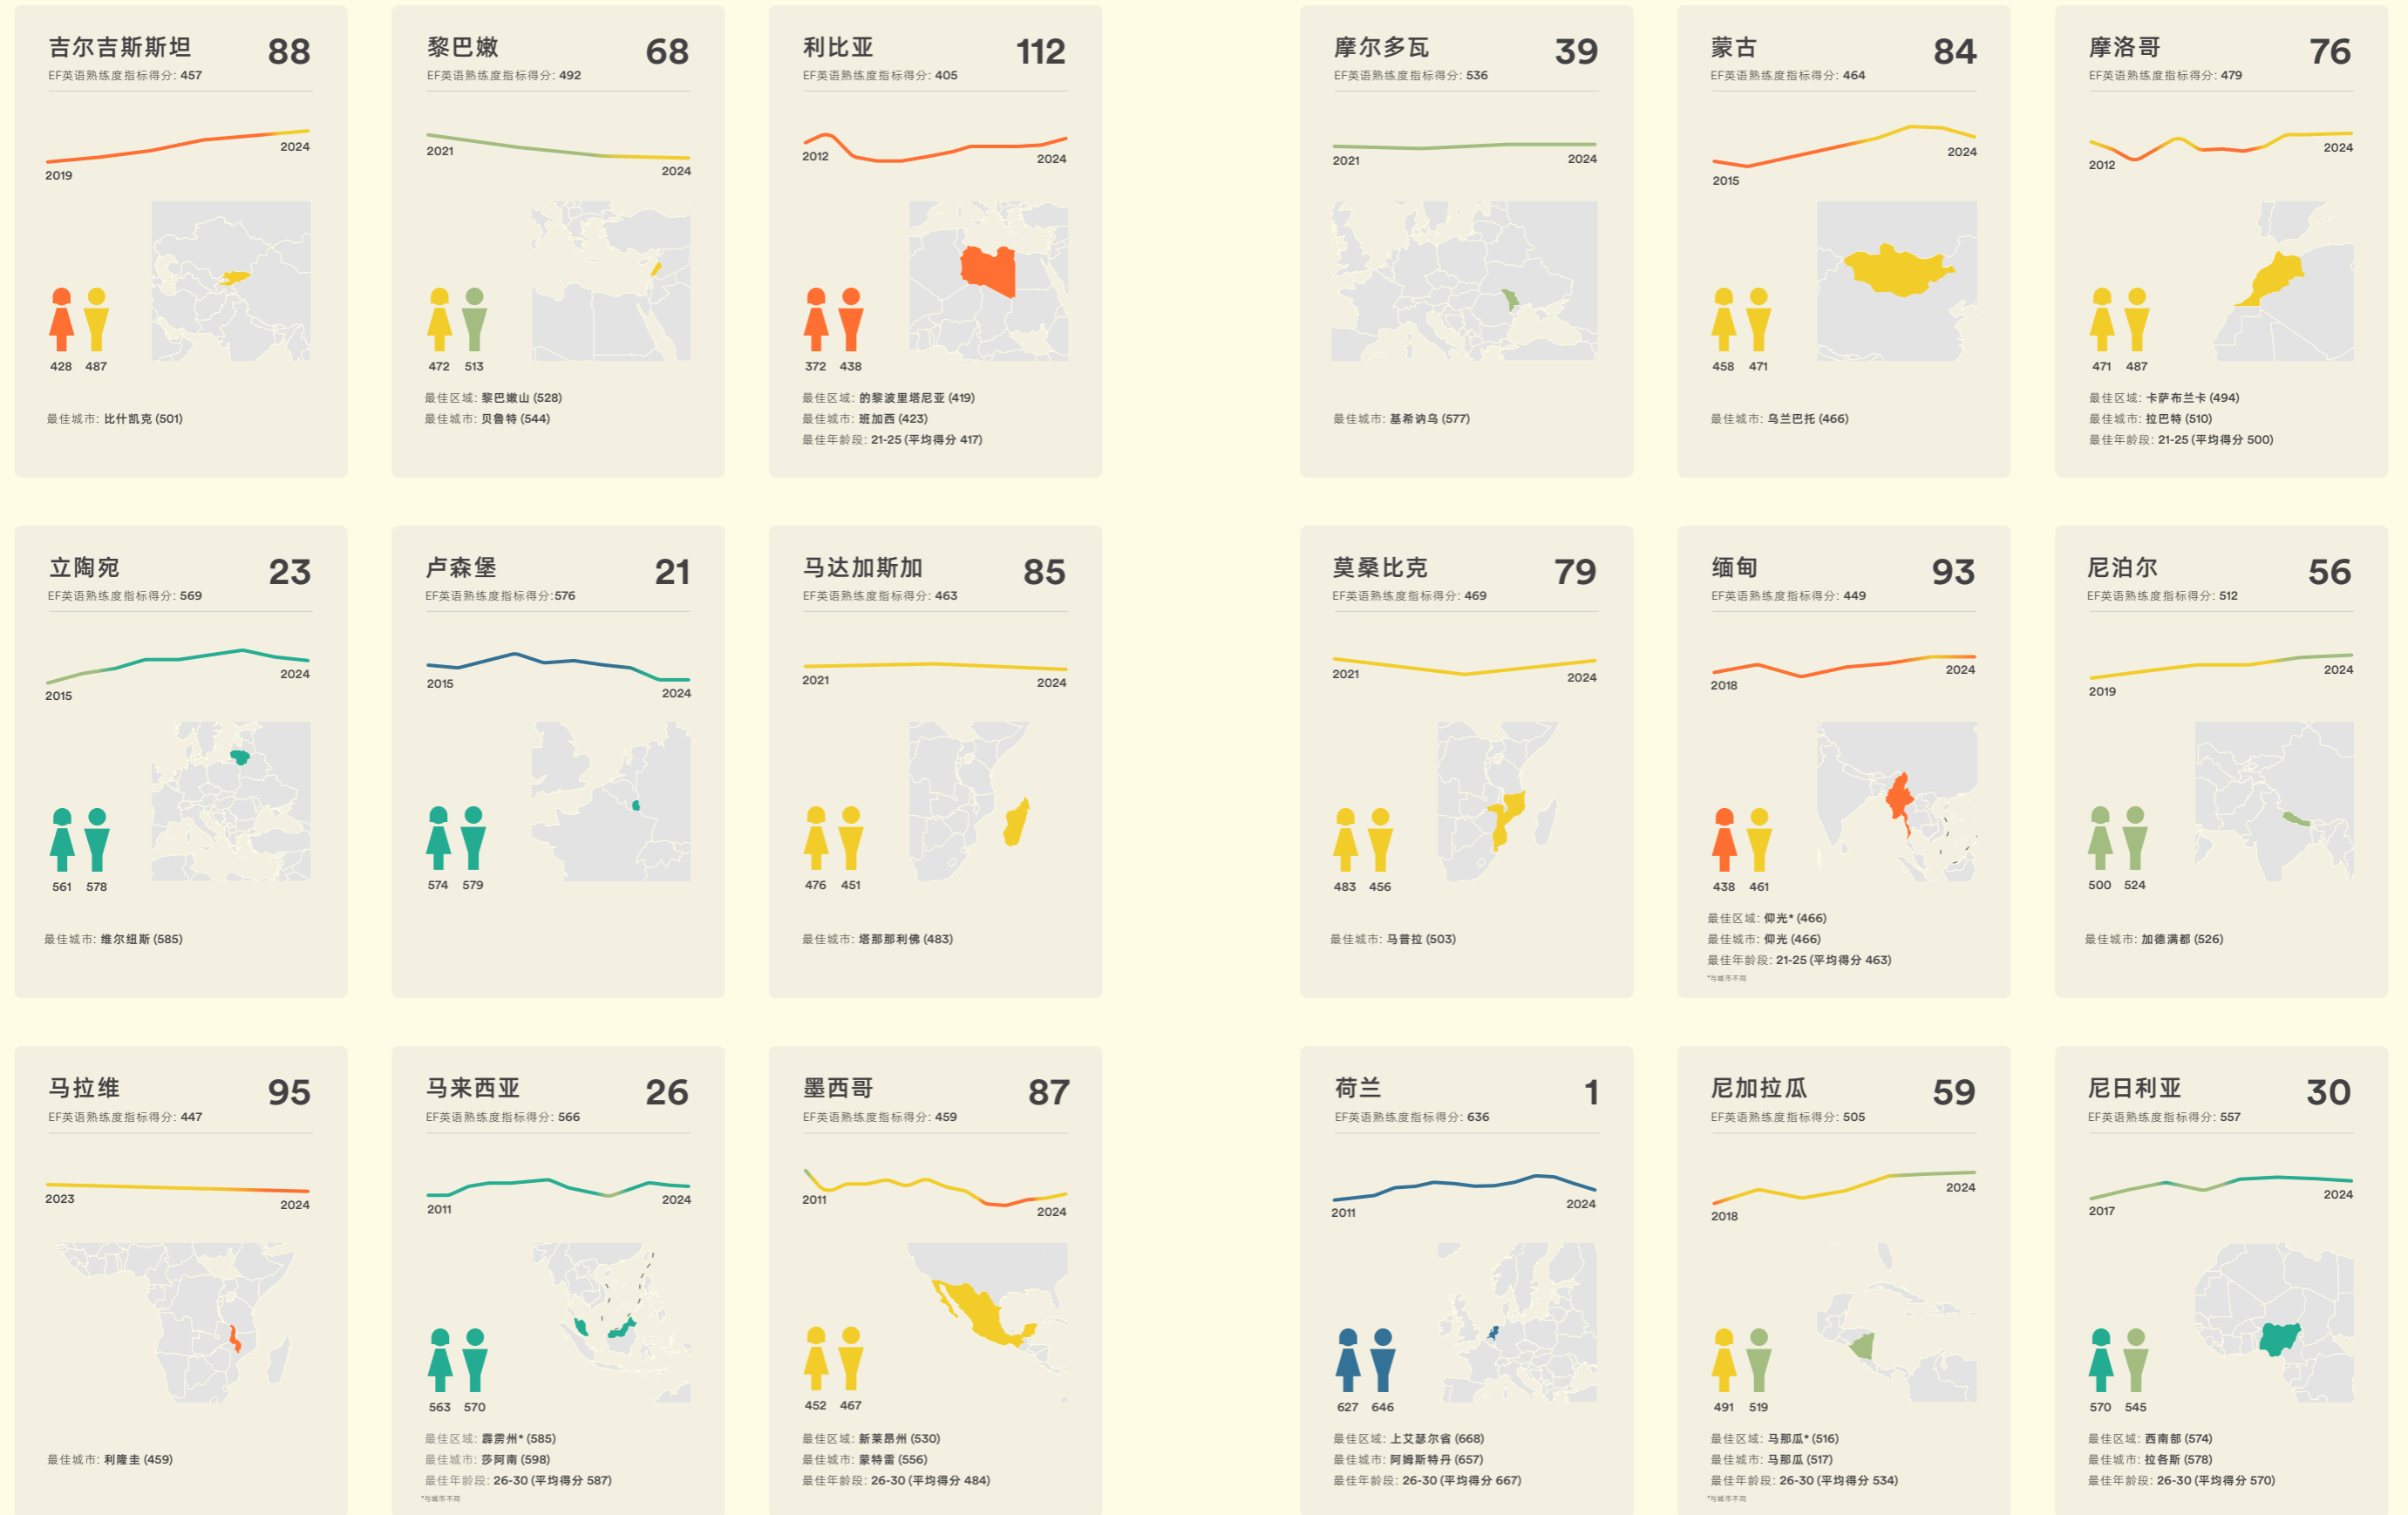 吉尔吉斯斯坦 88
EF英语熟练度指标得分: 457
2019
2024
428 487
最佳城市: 比什凯克 (501)
黎巴嫩 68
EF英语熟练度指标得分: 492
2021
2024
472 513
最佳区域: 黎巴嫩山 (528)
最佳城市: 贝鲁特 (544)
利比亚 112
EF英语熟练度指标得分: 405
2012
2024
372 438
最佳区域: 的黎波里塔尼亚 (419)
最佳城市: 班加西 (423)
最佳年龄段: 21-25 (平均得分 417)
摩尔多瓦 39
EF英语熟练度指标得分: 536
2021
2024
最佳城市: 基希讷乌 (577)
蒙古 84
EF英语熟练度指标得分: 464
2015
2024
458 471
最佳城市: 乌兰巴托 (466)
摩洛哥 76
EF英语熟练度指标得分: 479
2012
2024
471 487
最佳区域: 卡萨布兰卡 (494)
最佳城市: 拉巴特 (510)
最佳年龄段: 21-25 (平均得分 500)
立陶宛 23
EF英语熟练度指标得分: 569
2015
2024
561 578
最佳城市: 维尔纽斯 (585)
卢森堡 21
EF英语熟练度指标得分:576
2015
2024
574 579
马达加斯加 85
EF英语熟练度指标得分: 463
2021
2024
476 451
最佳城市: 塔那那利佛 (483)
莫桑比克 79
EF英语熟练度指标得分: 469
2021
2024
483 456
最佳城市: 马普拉 (503)
缅甸 93
EF英语熟练度指标得分: 449
2018
2024
438 461
最佳区域: 仰光* (466)
最佳城市: 仰光 (466)
最佳年龄段: 21-25 (平均得分 463)
*与城市不同
尼泊尔 56
EF英语熟练度指标得分: 512
2019
2024
500 524
最佳城市: 加德满都 (526)
马拉维 95
EF英语熟练度指标得分: 447
2023
2024
最佳城市: 利隆圭 (459)
马来西亚 26
EF英语熟练度指标得分: 566
2011
2024
563 570
最佳区域: 霹雳州* (585)
最佳城市: 莎阿南 (598)
最佳年龄段: 26-30 (平均得分 587)
*与城市不同
墨西哥 87
EF英语熟练度指标得分: 459
2011
2024
452 467
最佳区域: 新莱昂州 (530)
最佳城市: 蒙特雷 (556)
最佳年龄段: 26-30 (平均得分 484)
荷兰 1
EF英语熟练度指标得分: 636
2011
2024
627 646
最佳区域: 上艾瑟尔省 (668)
最佳城市: 阿姆斯特丹 (657)
最佳年龄段: 26-30 (平均得分 667)
尼加拉瓜 59
EF英语熟练度指标得分: 505
2018
2024
491 519
最佳区域: 马那瓜* (516)
最佳城市: 马那瓜 (517)
最佳年龄段: 26-30 (平均得分 534)
*与城市不同
尼日利亚 30
EF英语熟练度指标得分: 557
2017
2024
570 545
最佳区域: 西南部 (574)
最佳城市: 拉各斯 (578)
最佳年龄段: 26-30 (平均得分 570)